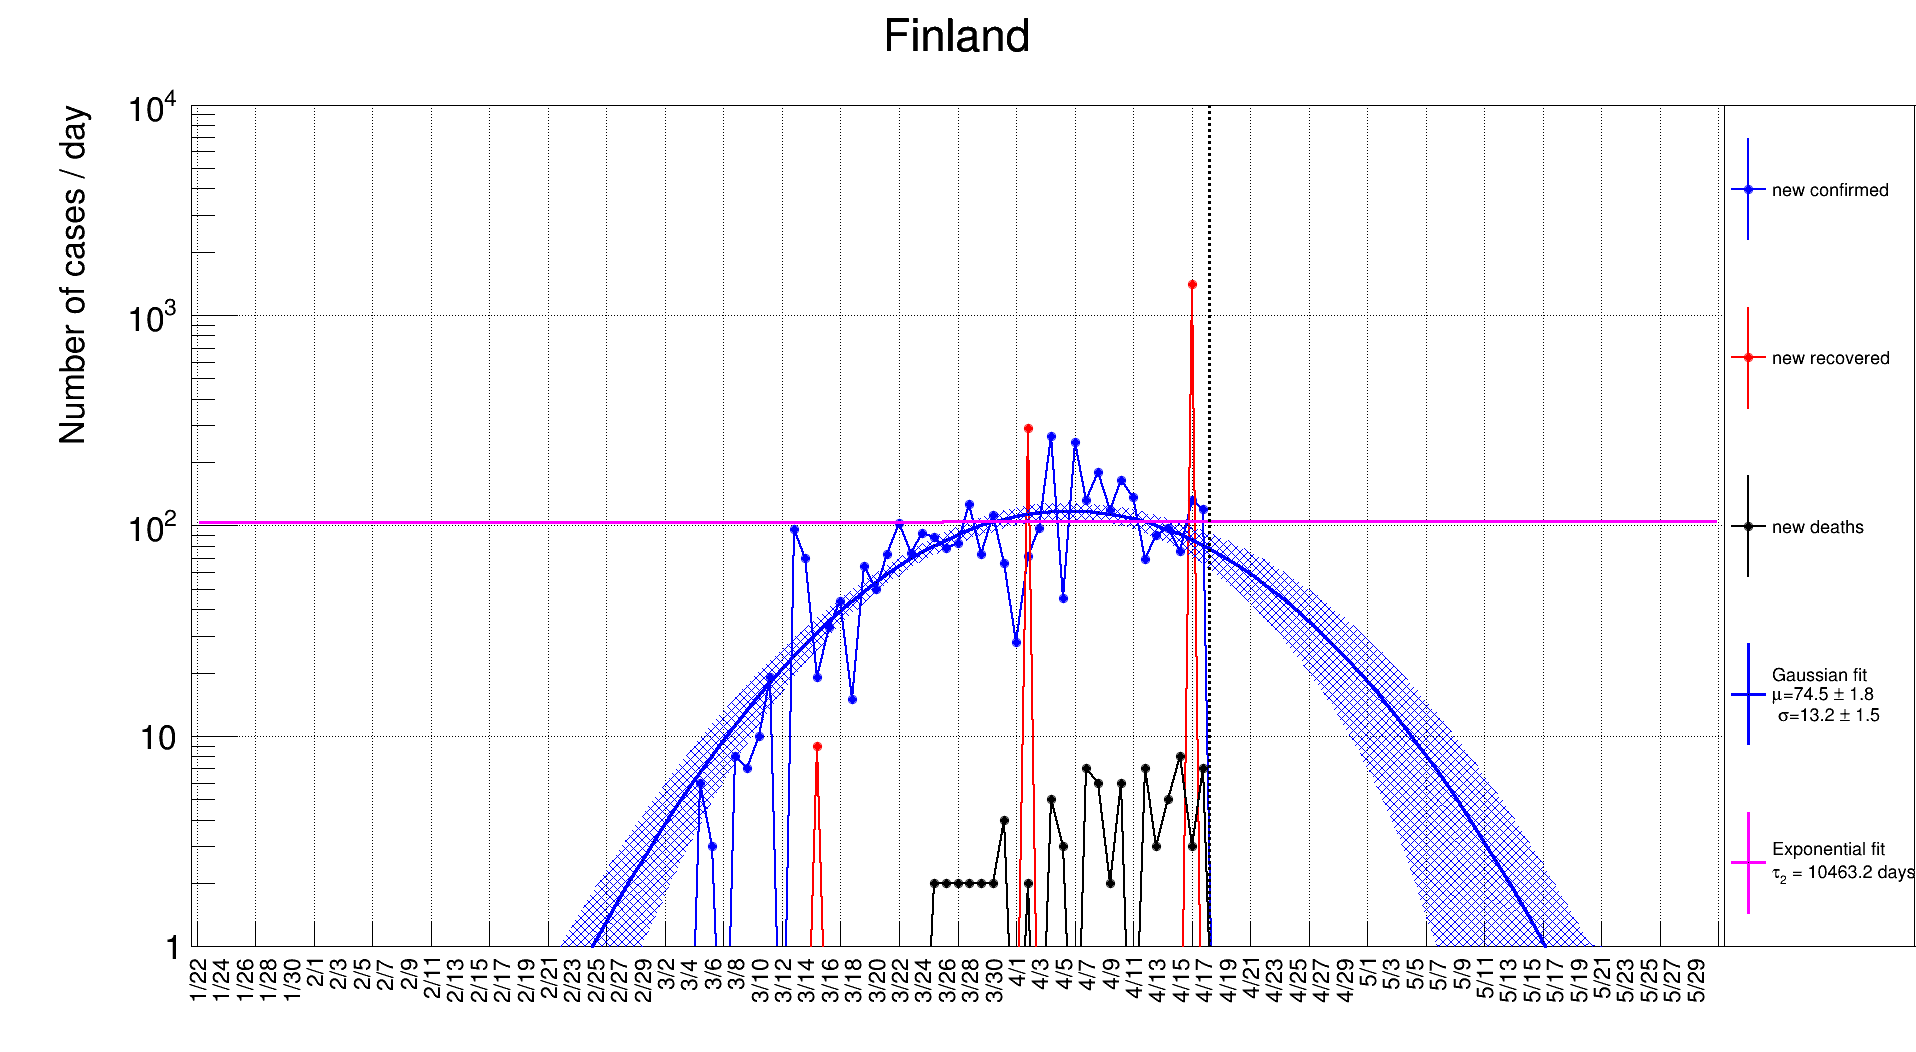 Finland
Number of cases / day
10^4
10^3
10^2
10
1
1/22 1/24 1/26 1/28 1/30 2/1 2/3 2/5 2/7 2/9 2/11 2/13 2/15 2/17 2/19 2/21 2/23 2/25 2/27 2/29 3/2 3/4 3/6 3/8 3/10 3/12 3/14 3/16 3/18 3/20 3/22 3/24 3/26 3/28 3/30 4/1 4/3 4/5 4/7 4/9 4/11 4/13 4/15 4/17 4/19 4/21 4/23 4/25 4/27 4/29 5/1 5/3 5/5 5/7 5/9 5/11 5/13 5/15 5/17 5/19 5/21 5/23 5/25 5/27 5/29
new confirmed
new recovered
new deaths
Gaussian fit
μ=74.5 ± 1.8
σ=13.2 ± 1.5
Exponential fit
τ₂ = 10463.2 days